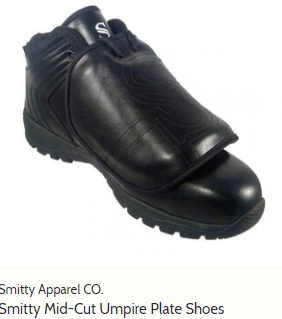 S
Smitty Apparel CO.
Smitty Mid-Cut Umpire Plate Shoes